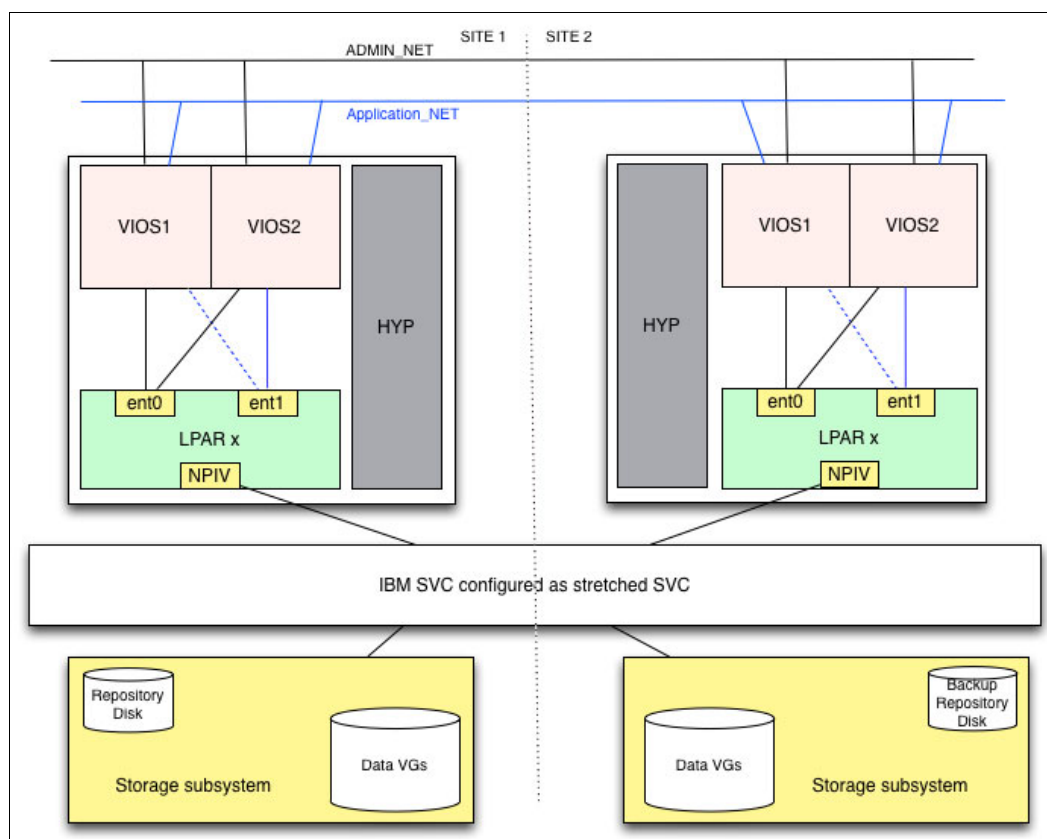 SITE 1
SITE 2
ADMIN_NET
Application_NET
VIOS1
VIOS2
HYP
ent0
ent1
LPAR x
NPIV
HYP
VIOS1
VIOS2
ent0
ent1
LPAR x
NPIV
IBM SVC configured as stretched SVC
Repository
Disk
Data VGs
Storage subsystem
Backup
Repository
Disk
Data VGs
Storage subsystem